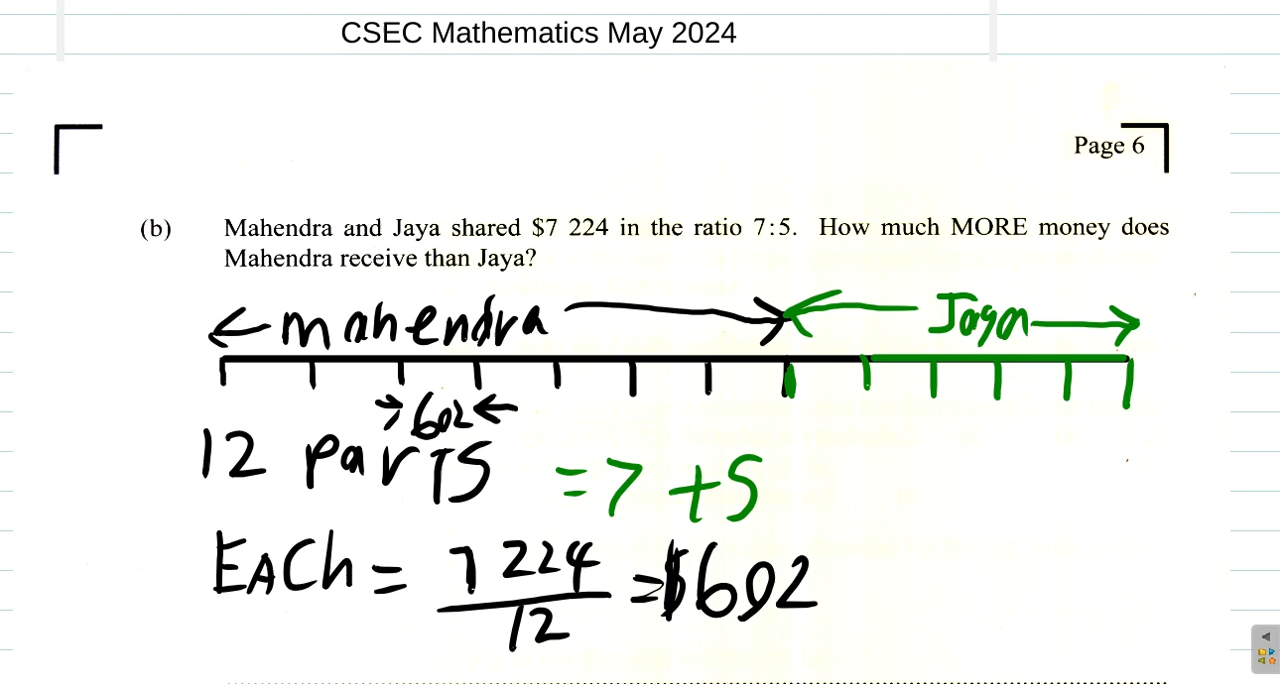 CSEC Mathematics May 2024
Page 6
(b) Mahendra and Jaya shared $7 224 in the ratio 7:5. How much MORE money does
Mahendra receive than Jaya?
mahendra Jaya
602
12 parTS = 7 + 5
EACh = 7 224 / 12 = $602